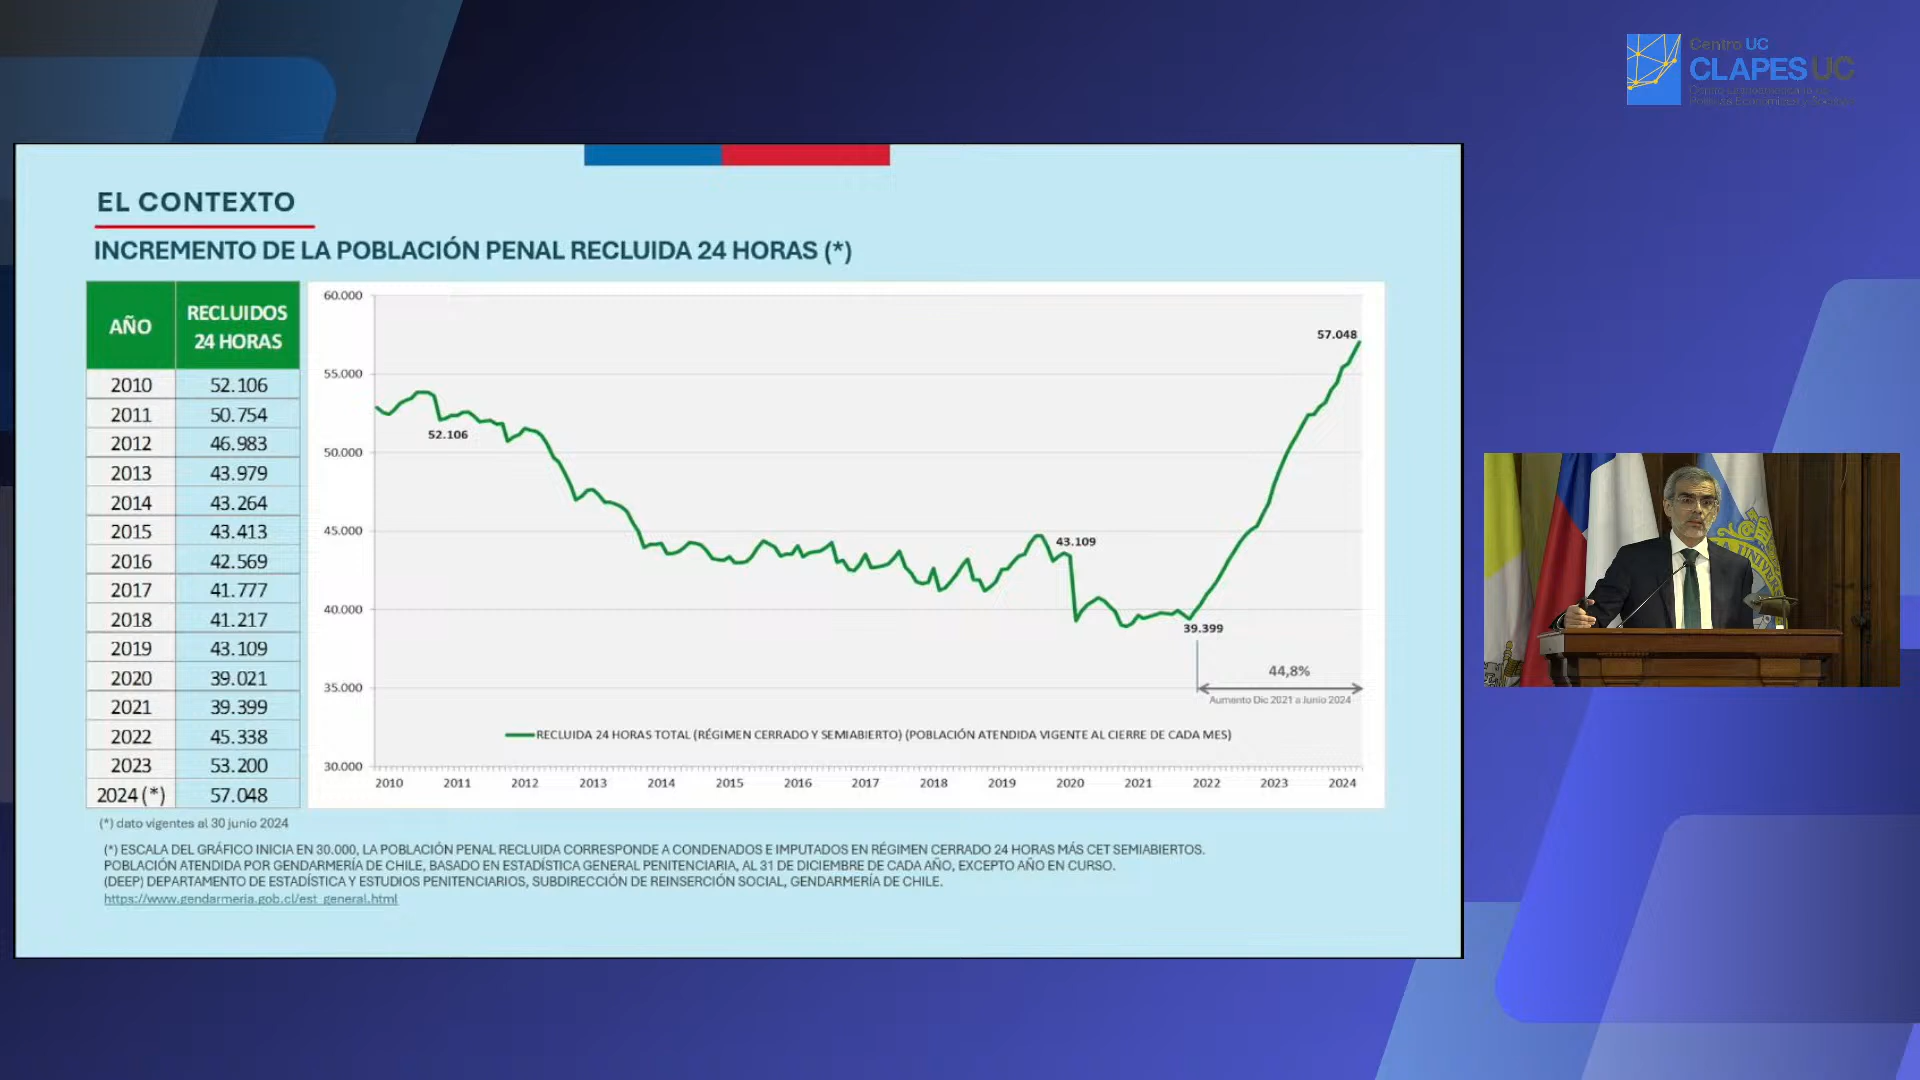 Centro UC
CLAPES UC
EL CONTEXTO
INCREMENTO DE LA POBLACIÓN PENAL RECLUIDA 24 HORAS (*)
AÑO RECLUIDOS 24 HORAS
2010 52.106
2011 50.754
2012 46.983
2013 43.979
2014 43.264
2015 43.413
2016 42.569
2017 41.777
2018 41.217
2019 43.109
2020 39.021
2021 39.399
2022 45.338
2023 53.200
2024 (*) 57.048
(*) dato vigentes al 30 junio 2024
60.000
55.000
50.000
45.000
40.000
35.000
30.000
57.048
52.106
43.109
39.399
44,8%
Aumento Dic 2021 a Junio 2024
RECLUIDA 24 HORAS TOTAL (RÉGIMEN CERRADO Y SEMIABIERTO) (POBLACIÓN ATENDIDA VIGENTE AL CIERRE DE CADA MES)
2010 2011 2012 2013 2014 2015 2016 2017 2018 2019 2020 2021 2022 2023 2024
(*) ESCALA DEL GRÁFICO INICIA EN 30.000, LA POBLACIÓN PENAL RECLUIDA CORRESPONDE A CONDENADOS E IMPUTADOS EN RÉGIMEN CERRADO 24 HORAS MÁS CET SEMIABIERTOS.
POBLACIÓN ATENDIDA POR GENDARMERÍA DE CHILE, BASADO EN ESTADÍSTICA GENERAL PENITENCIARIA, AL 31 DE DICIEMBRE DE CADA AÑO, EXCEPTO AÑO EN CURSO.
(DEEP) DEPARTAMENTO DE ESTADÍSTICA Y ESTUDIOS PENITENCIARIOS, SUBDIRECCIÓN DE REINSERCIÓN SOCIAL, GENDARMERÍA DE CHILE.
https://www.gendarmeria.gob.cl/est_general.html